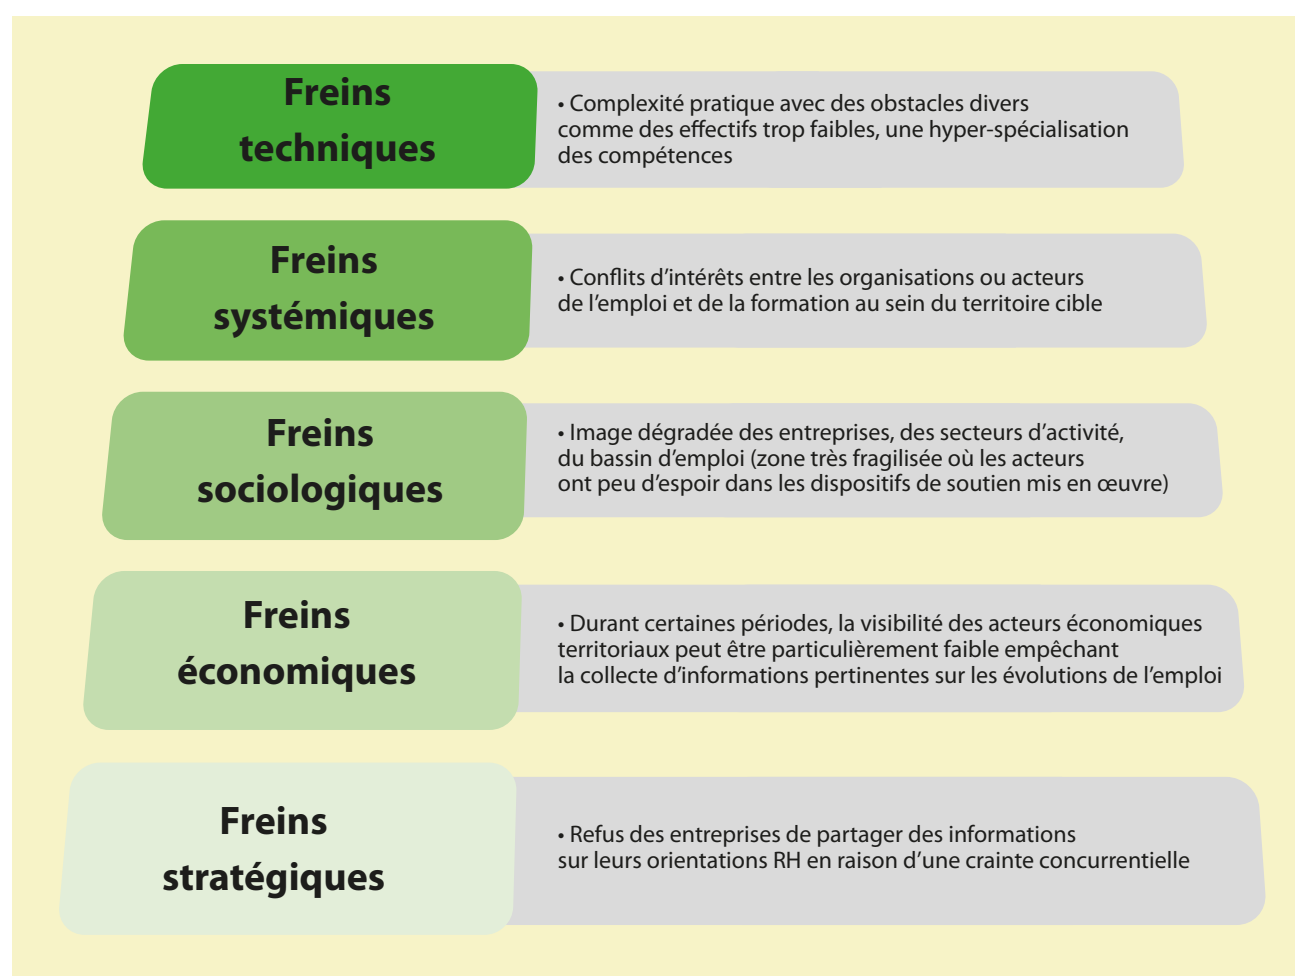 Freins
techniques
• Complexité pratique avec des obstacles divers
comme des effectifs trop faibles, une hyper-spécialisation
des compétences
Freins
systémiques
• Conflits d’intérêts entre les organisations ou acteurs
de l’emploi et de la formation au sein du territoire cible
Freins
sociologiques
• Image dégradée des entreprises, des secteurs d’activité,
du bassin d’emploi (zone très fragilisée où les acteurs
ont peu d’espoir dans les dispositifs de soutien mis en œuvre)
Freins
économiques
• Durant certaines périodes, la visibilité des acteurs économiques
territoriaux peut être particulièrement faible empêchant
la collecte d’informations pertinentes sur les évolutions de l’emploi
Freins
stratégiques
• Refus des entreprises de partager des informations
sur leurs orientations RH en raison d’une crainte concurrentielle